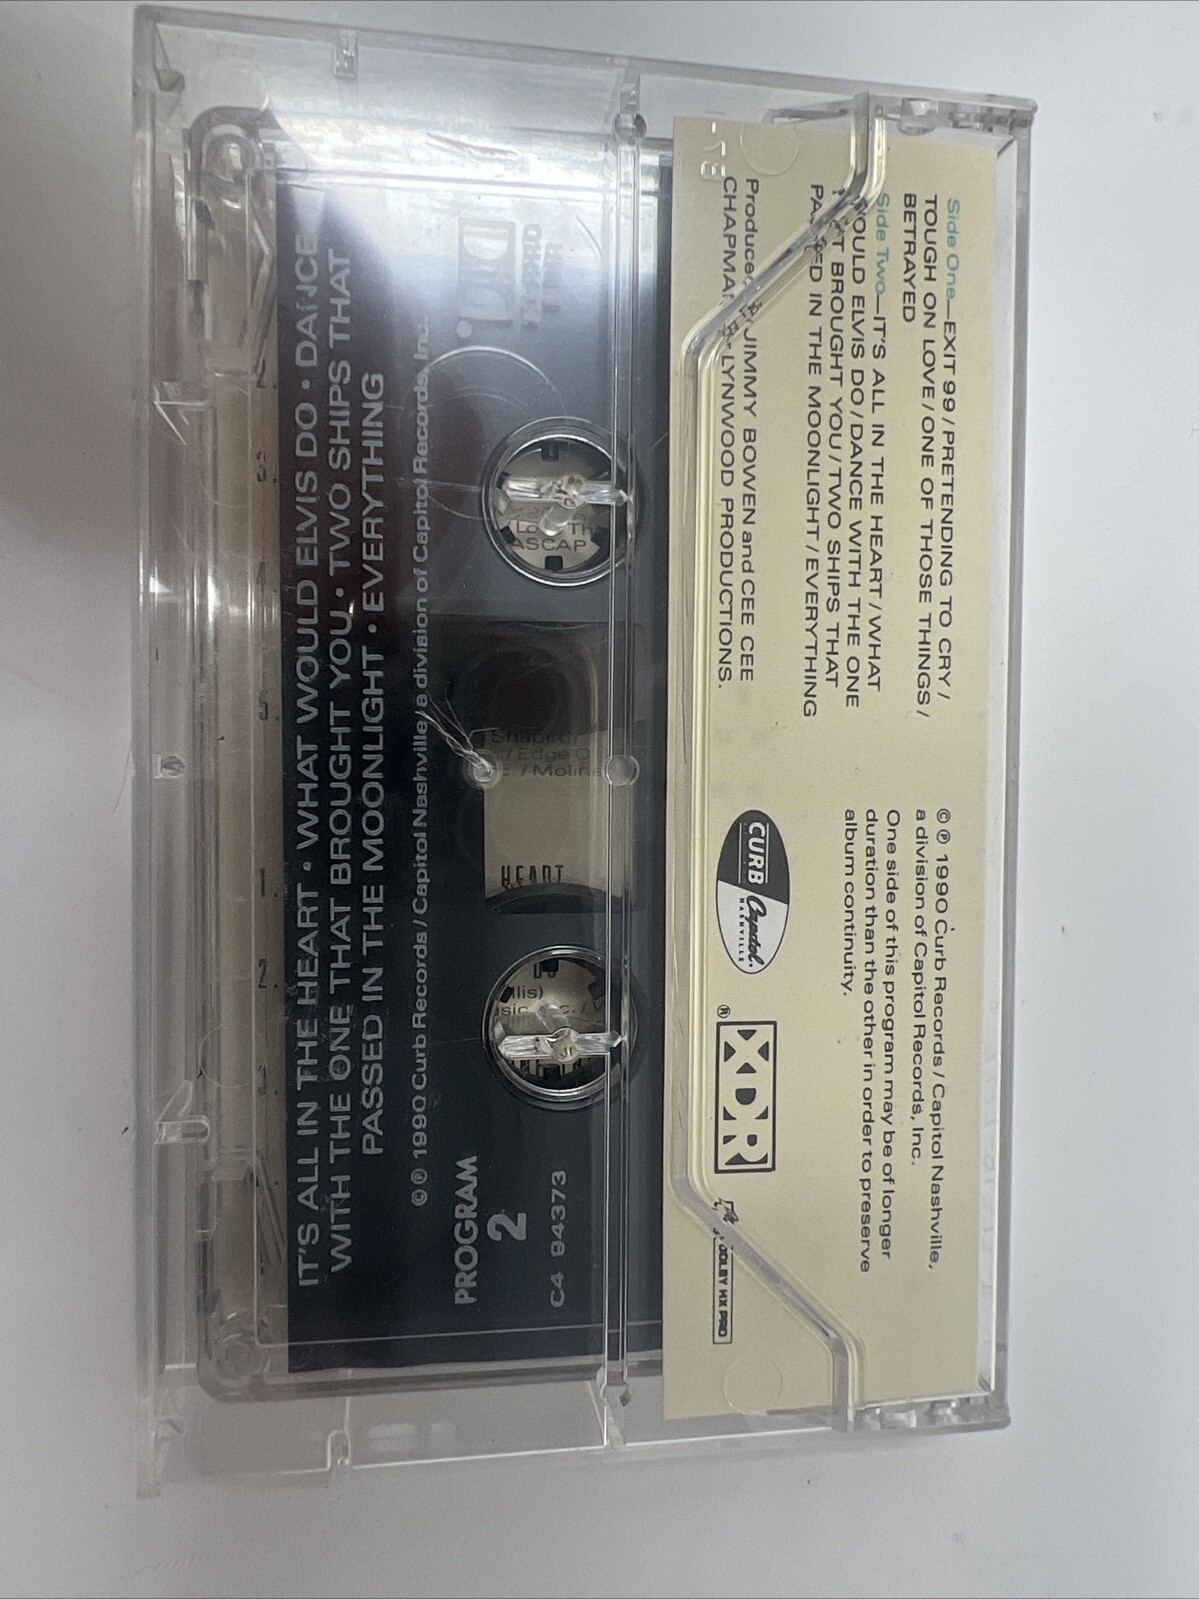 Side One—EXIT 99/PRETENDING TO CRY/
TOUGH ON LOVE/ONE OF THOSE THINGS/
BETRAYED
Side Two—IT'S ALL IN THE HEART/WHAT
WOULD ELVIS DO/DANCE WITH THE ONE
THAT BROUGHT YOU/TWO SHIPS THAT
PASSED IN THE MOONLIGHT/EVERYTHING
Produced JIMMY BOWEN and CEE CEE
CHAPMAN LYNWOOD PRODUCTIONS.
© ℗ 1990 Curb Records/Capitol Nashville,
a division of Capitol Records, Inc.
One side of this program may be of longer
duration than the other in order to preserve
album continuity.
CURB
Capitol
NASHVILLE
XDR
®
DOLBY HX PRO
IT'S ALL IN THE HEART • WHAT WOULD ELVIS DO • DANCE
WITH THE ONE THAT BROUGHT YOU • TWO SHIPS THAT
PASSED IN THE MOONLIGHT • EVERYTHING
© ℗ 1990 Curb Records/Capitol Nashville, a division of Capitol Records, Inc.
PROGRAM
2
C4 94373
ASCAP
Shapiro/
/Edge O
c./Moline
HEART